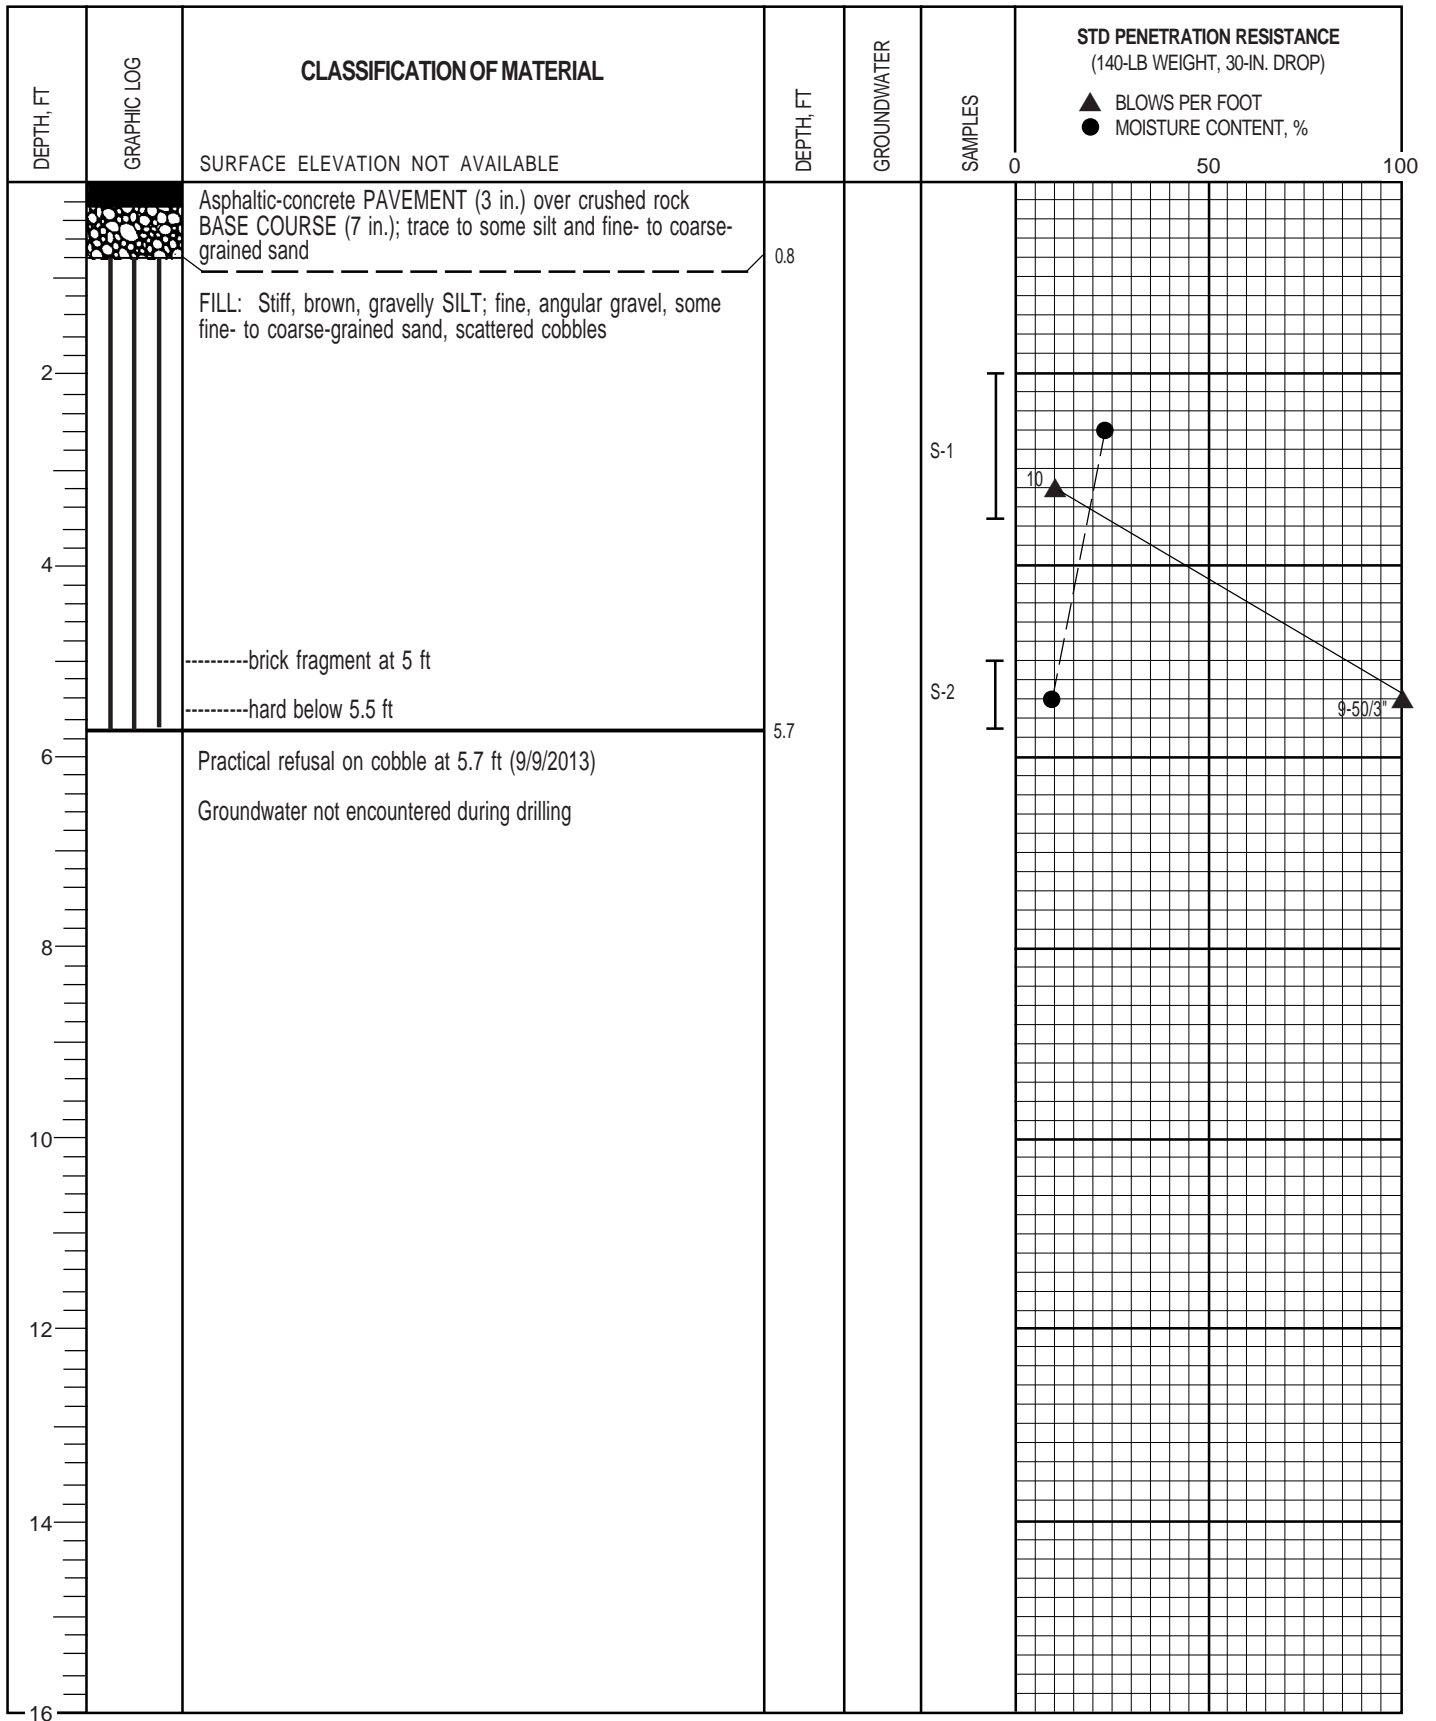 DEPTH, FT
GRAPHIC LOG
CLASSIFICATION OF MATERIAL
SURFACE ELEVATION NOT AVAILABLE
DEPTH, FT
GROUNDWATER
SAMPLES
STD PENETRATION RESISTANCE
(140-LB WEIGHT, 30-IN. DROP)
BLOWS PER FOOT
MOISTURE CONTENT, %
0 50 100
Asphaltic-concrete PAVEMENT (3 in.) over crushed rock
BASE COURSE (7 in.); trace to some silt and fine- to coarse-
grained sand
0.8
FILL: Stiff, brown, gravelly SILT; fine, angular gravel, some
fine- to coarse-grained sand, scattered cobbles
2
S-1
10
4
----------brick fragment at 5 ft
S-2
----------hard below 5.5 ft
9-50/3"
5.7
6
Practical refusal on cobble at 5.7 ft (9/9/2013)
Groundwater not encountered during drilling
8
10
12
14
16